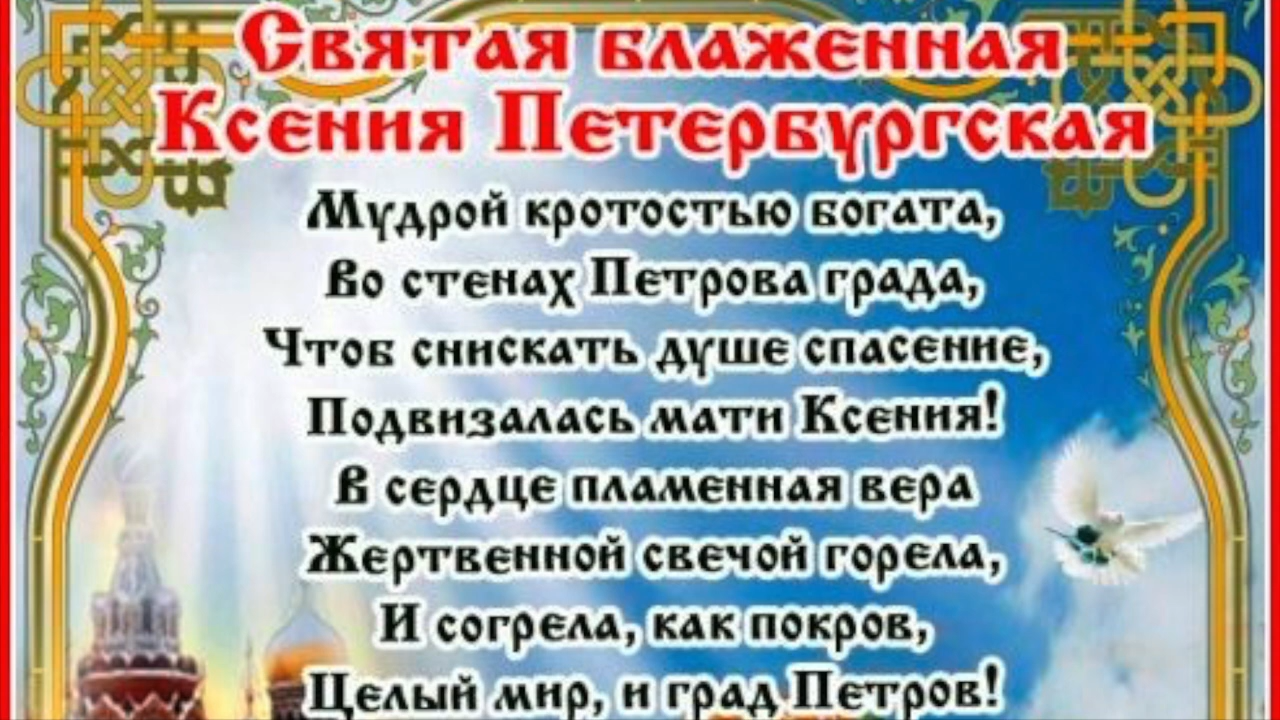 Святая блаженная
Ксения Петербургская
Мудрой кротостью богата,
Во стенах Петрова града,
Чтоб снискать душе спасение,
Подвизалась мати Ксения!
В сердце пламенная вера
Жертвенной свечой горела,
И согрела, как покров,
Целый мир, и град Петров!